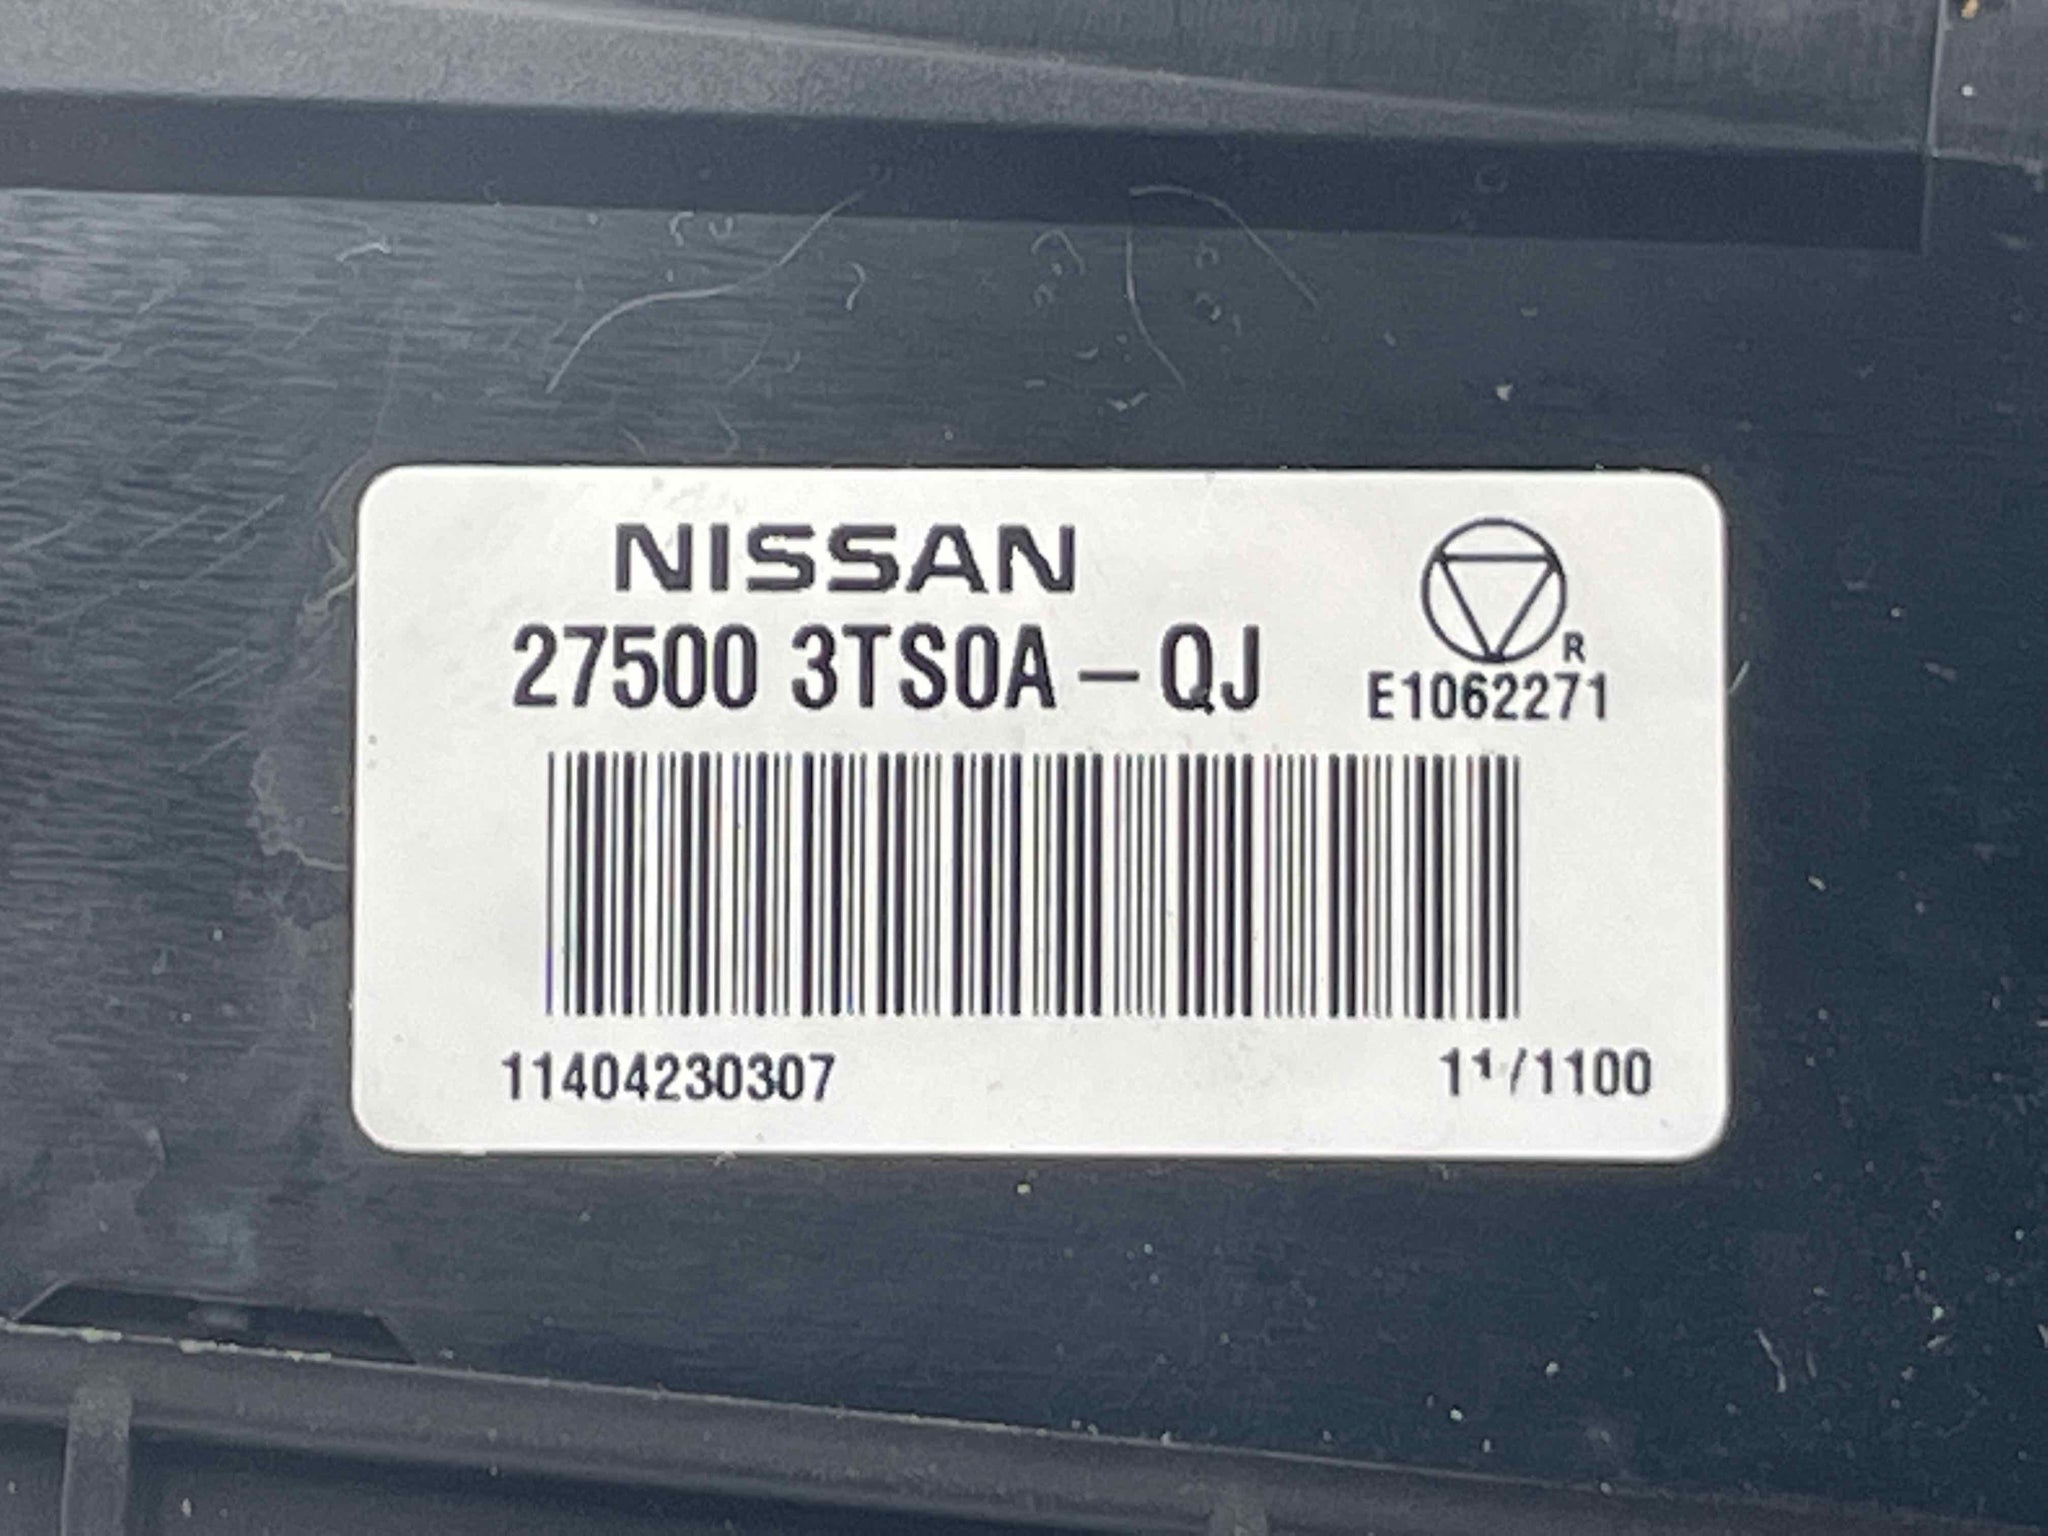 NISSAN
27500 3TS0A-QJ
R
E1062271
11404230307
11/1100